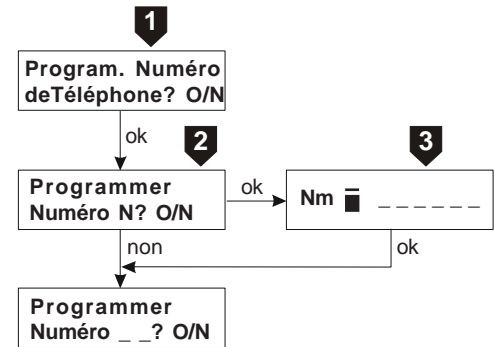 1
Program. Numéro
deTéléphone? O/N
ok
2
3
Programmer
Numéro N? O/N
ok
Nm _ _ _ _ _ _
non
ok
Programmer
Numéro _ _? O/N